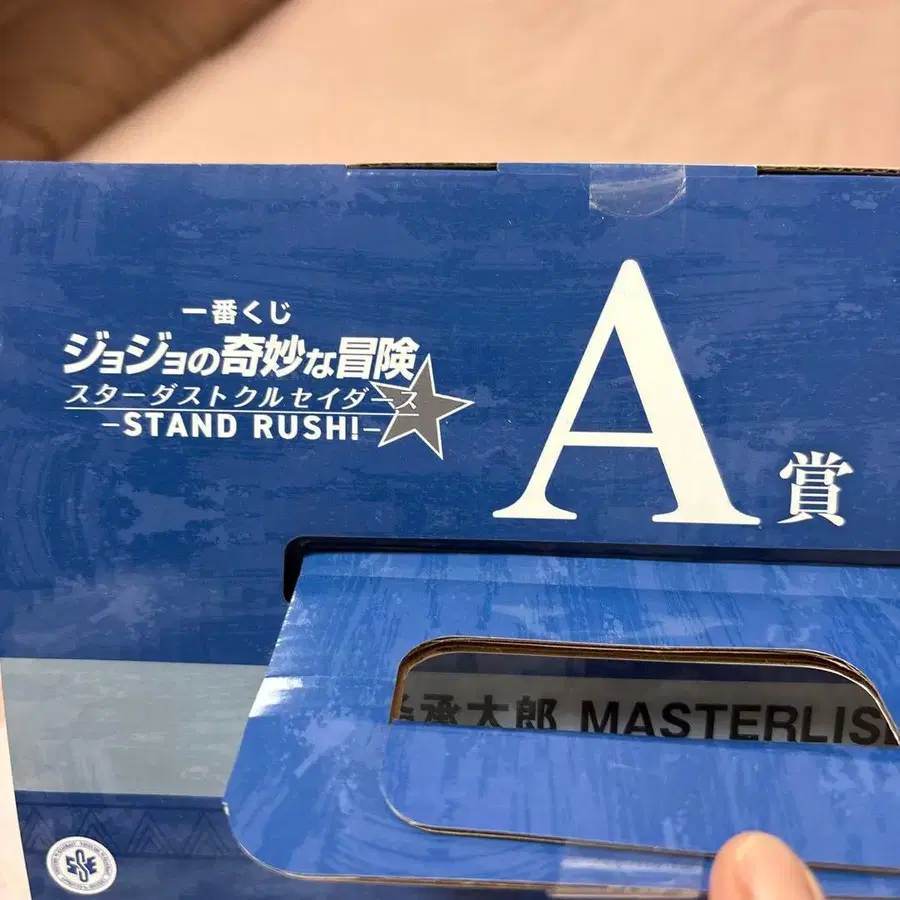 一番くじ
ジョジョの奇妙な冒険
スターダストクルセイダース
-STAND RUSH!-
A賞
承太郎 MASTERLIS